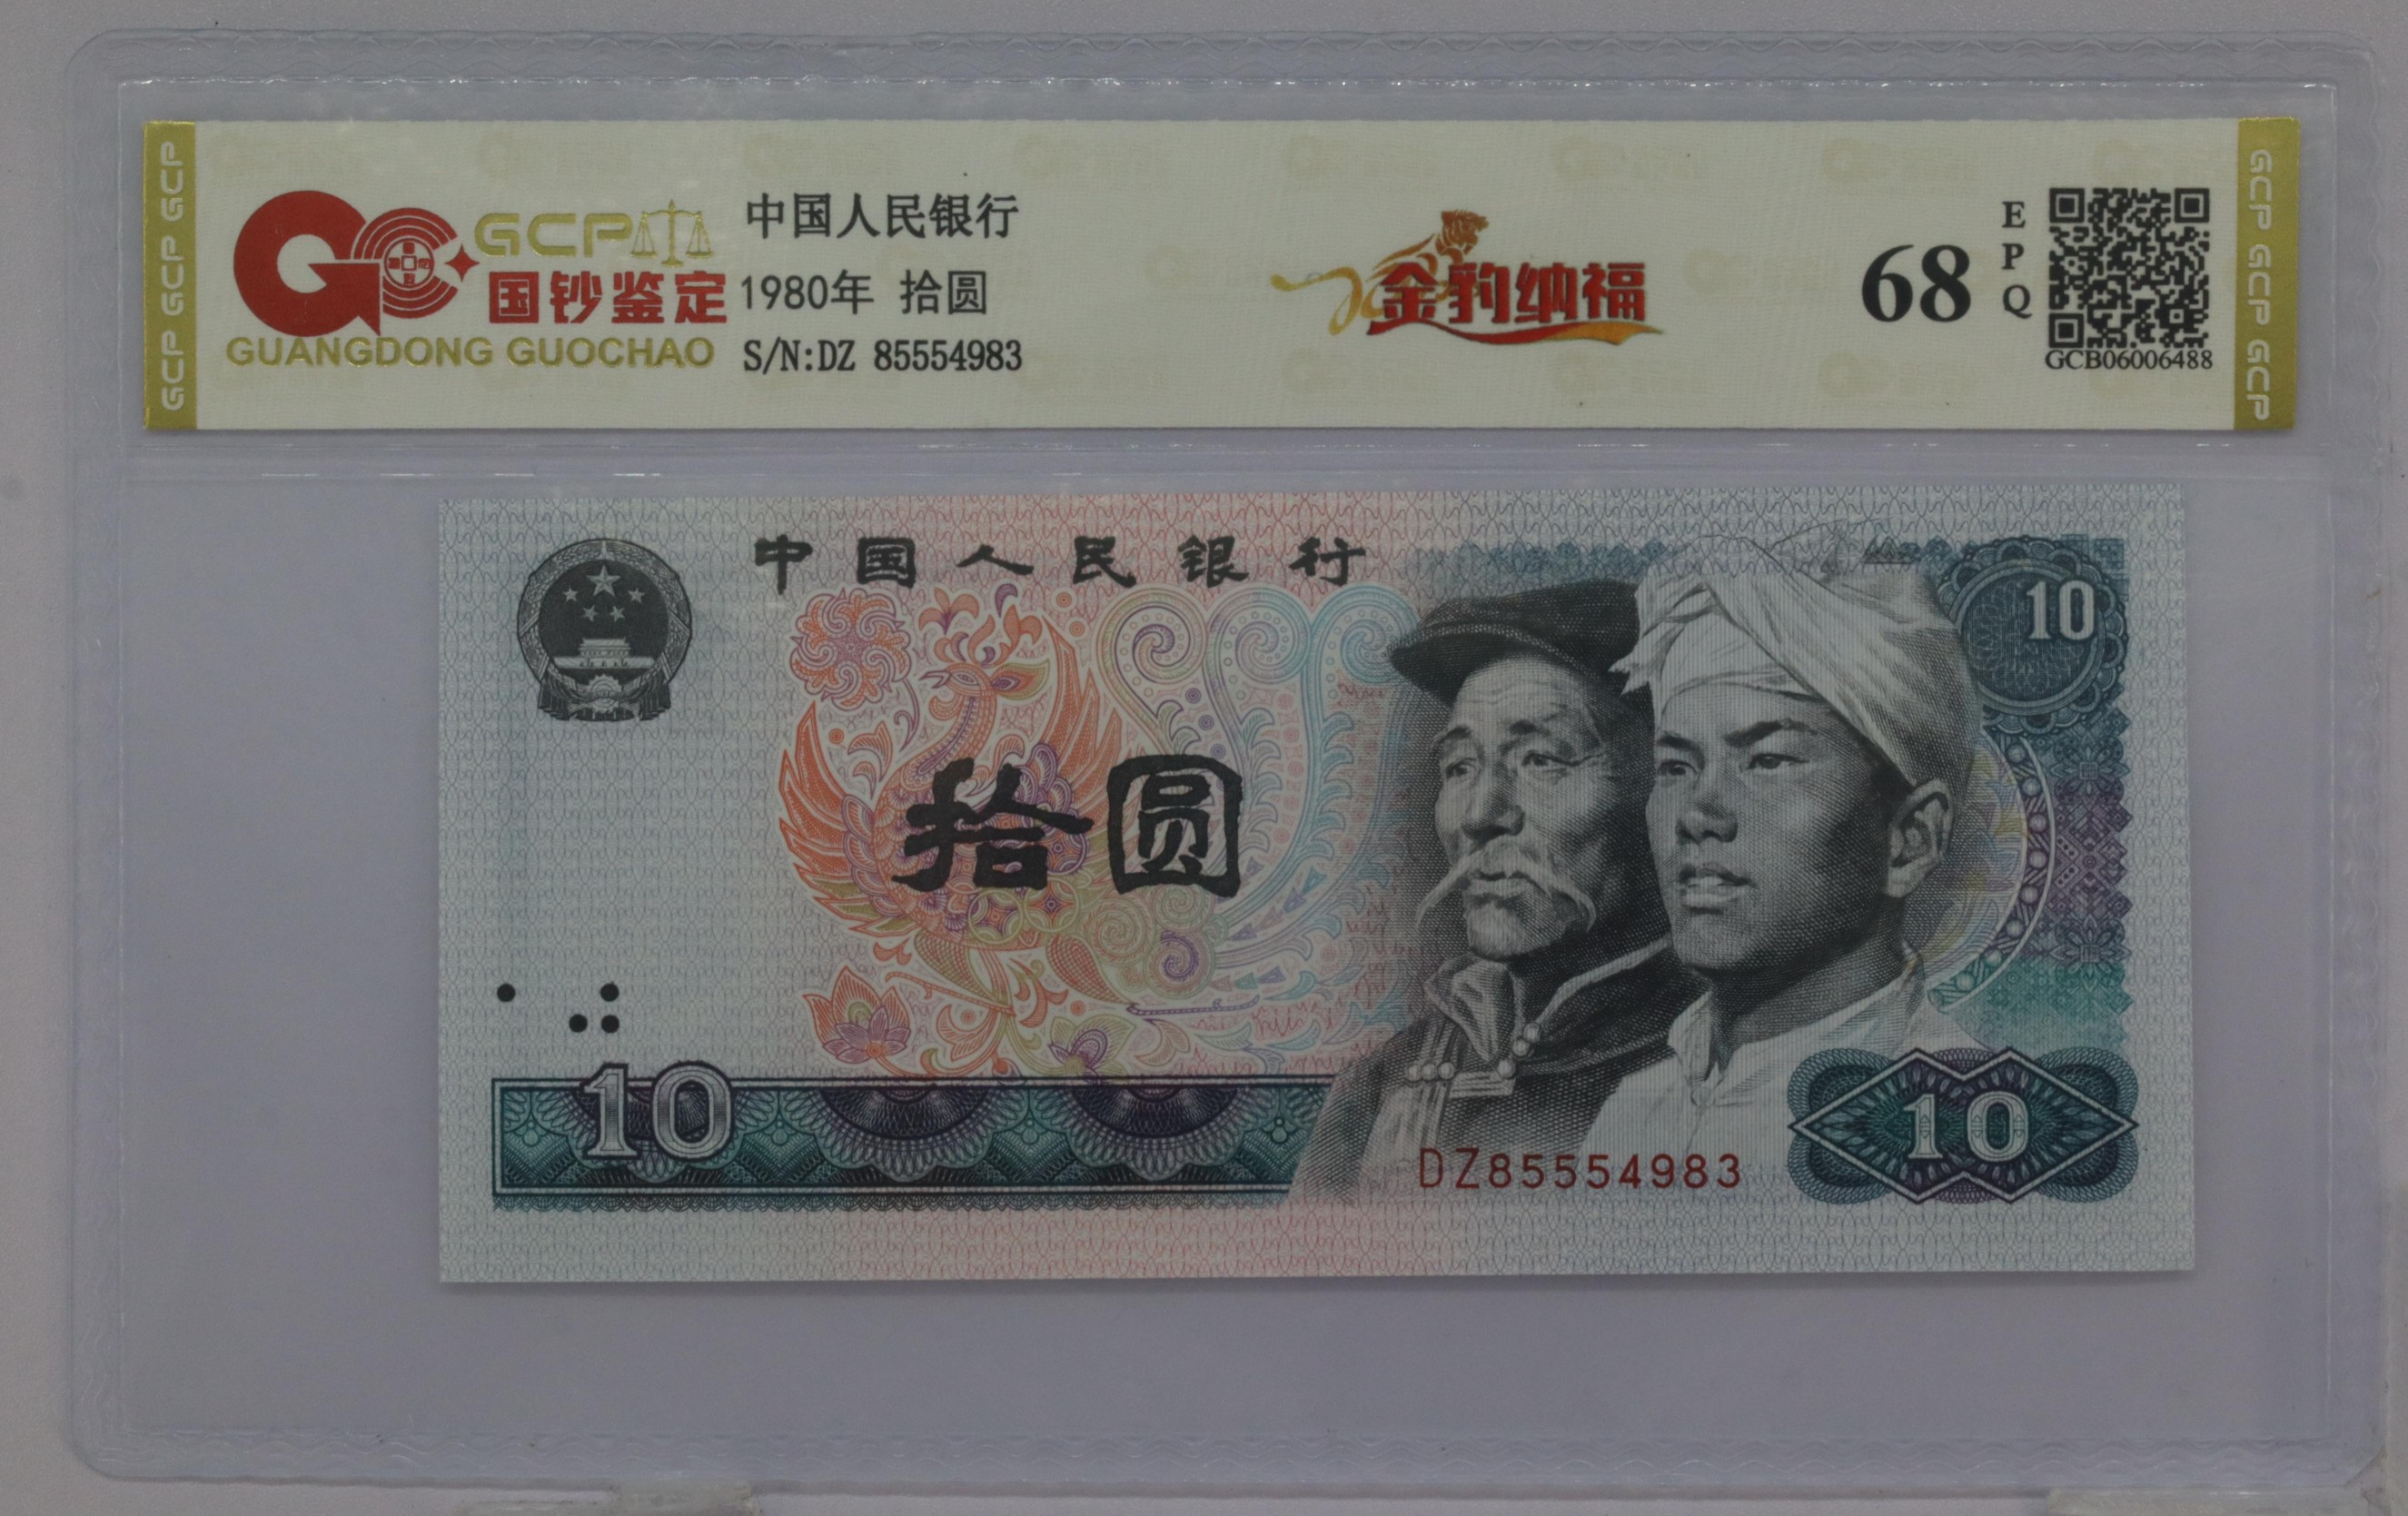 GCP GCP GCP
GCP
国钞鉴定
GUANGDONG GUOCHAO
中国人民银行
1980年 拾圆
S/N:DZ 85554983
金豹纳福
68
EPQ
GCB06006488
GCP GCP GCP
中国人民银行
10
拾圆
10
DZ85554983
10